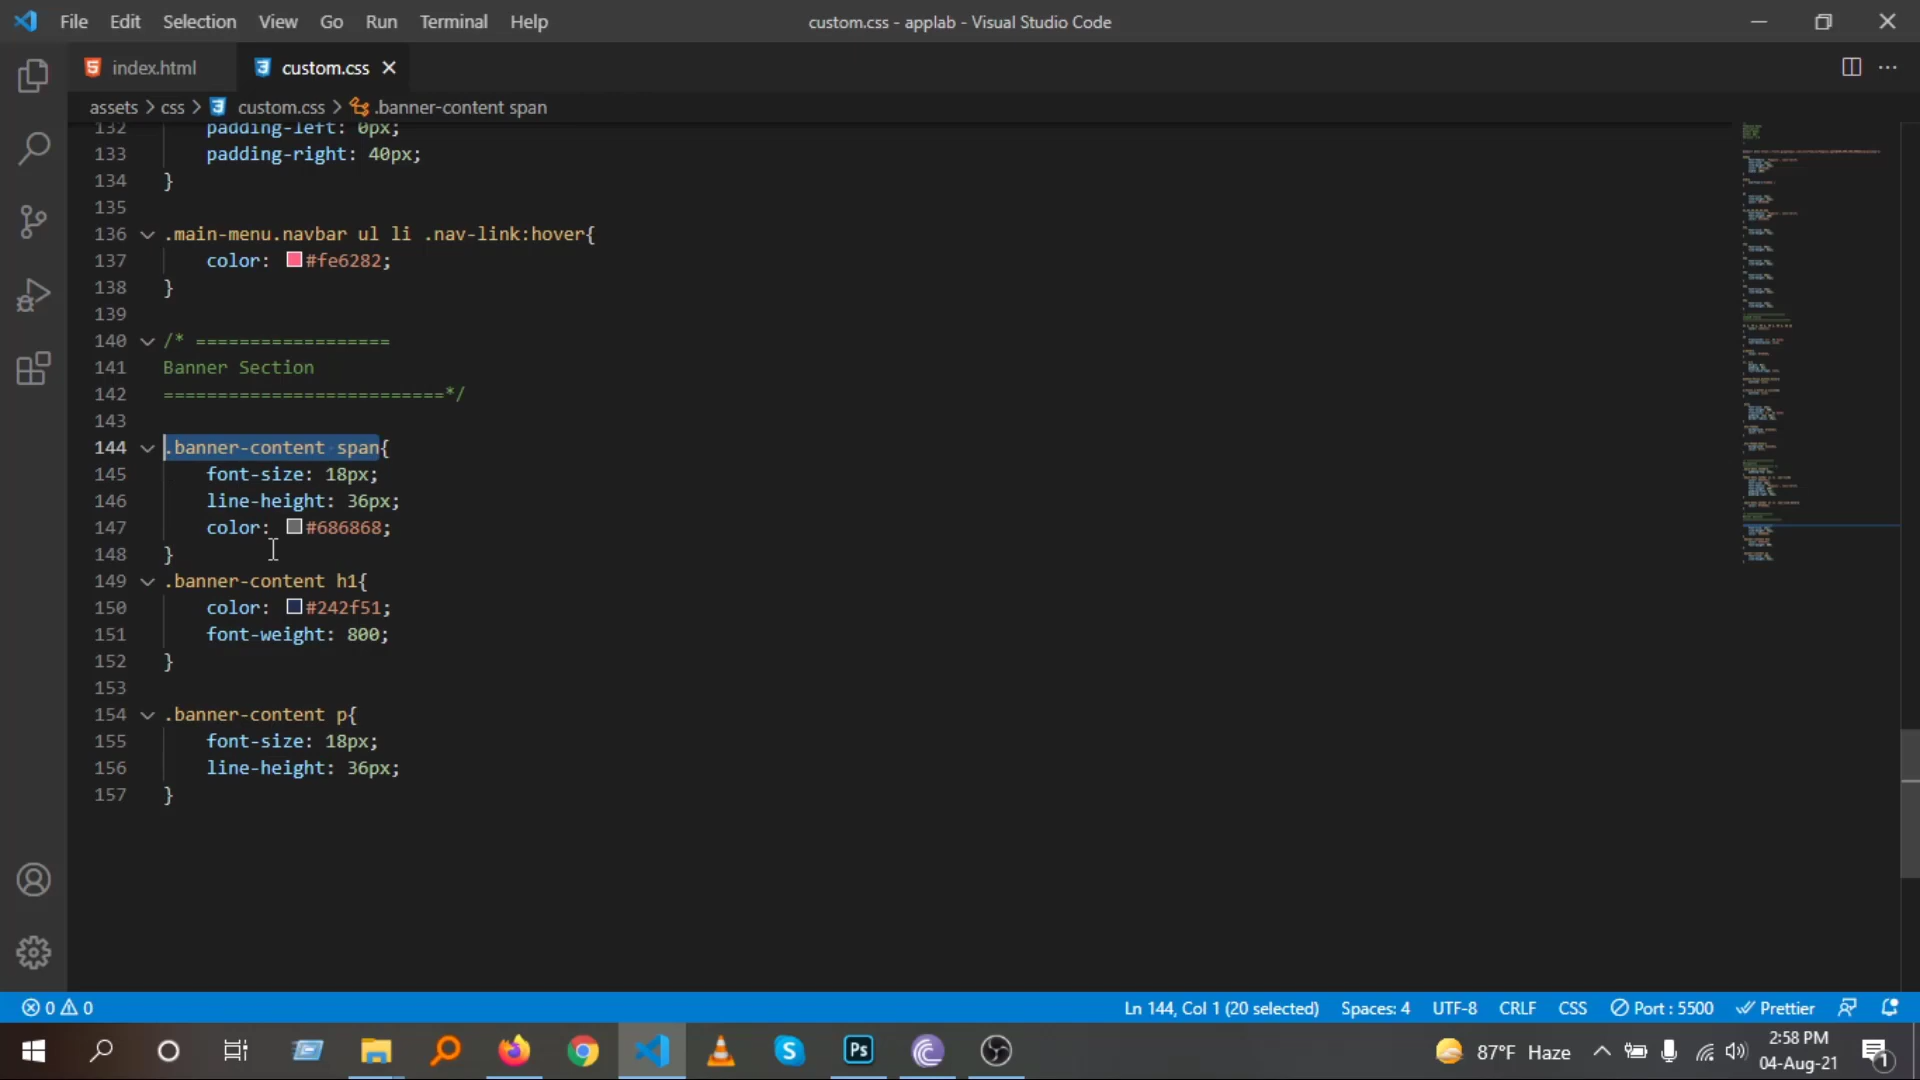 File Edit Selection View Go Run Terminal Help custom.css - applab - Visual Studio Code
index.html custom.css
assets > css > custom.css > .banner-content span
132 padding-left: 0px;
133 padding-right: 40px;
134 }
135
136 .main-menu.navbar ul li .nav-link:hover{
137 color: #fe6282;
138 }
139
140 /* ==================
141 Banner Section
142 ==========================*/
143
144 .banner-content span{
145 font-size: 18px;
146 line-height: 36px;
147 color: #686868;
148 }
149 .banner-content h1{
150 color: #242f51;
151 font-weight: 800;
152 }
153
154 .banner-content p{
155 font-size: 18px;
156 line-height: 36px;
157 }
0 0 Ln 144, Col 1 (20 selected) Spaces: 4 UTF-8 CRLF CSS Port : 5500 Prettier
Ps 87°F Haze 2:58 PM
04-Aug-21 1